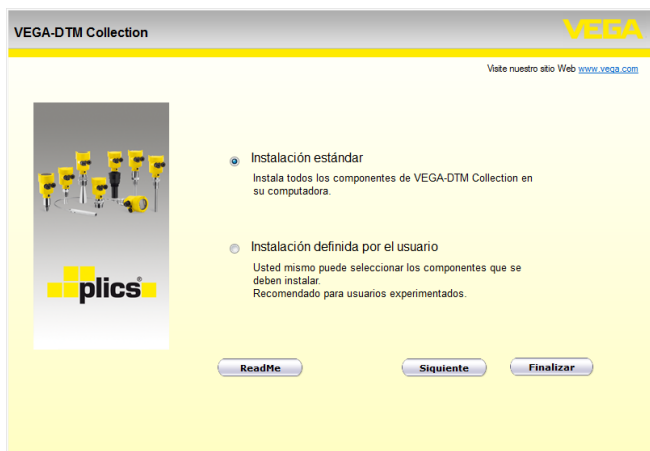 VEGA-DTM Collection
VEGA
Visite nuestro sitio Web www.vega.com
Instalación estándar
Instala todos los componentes de VEGA-DTM Collection en
su computadora.
Instalación definida por el usuario
Usted mismo puede seleccionar los componentes que se
deben instalar.
Recomendado para usuarios experimentados.
plics®
ReadMe
Siguiente
Finalizar